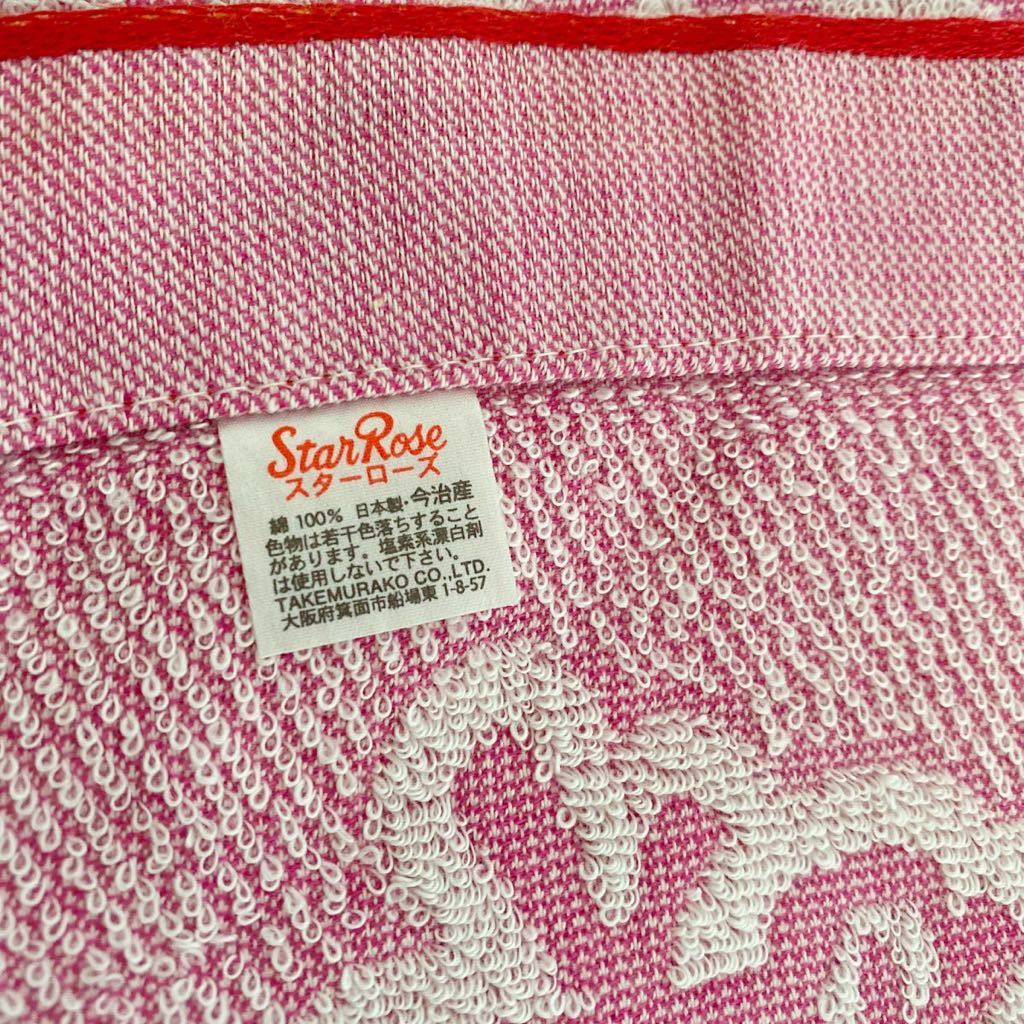 Star Rose
スターローズ
綿 100% 日本製・今治産
色物は若干色落ちすること
があります。塩素系漂白剤
は使用しないで下さい。
TAKEMURAKO CO.,LTD.
大阪府箕面市船場東 1-8-57